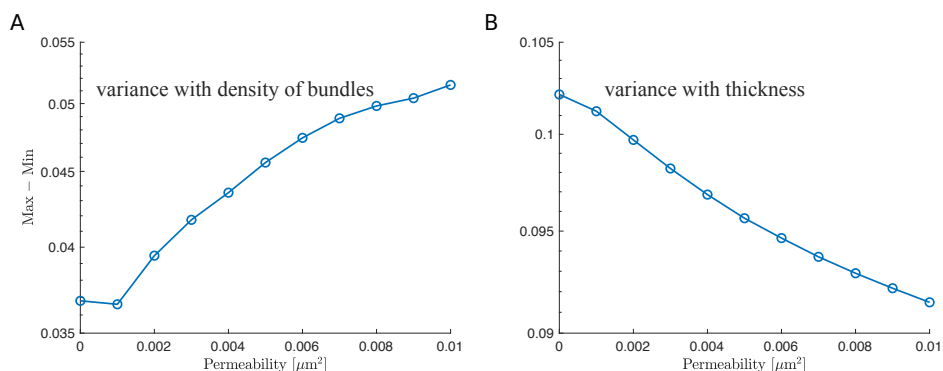 A
B
0.055
0.05
0.045
0.04
0.035
Max − Min
variance with density of bundles
0 0.002 0.004 0.006 0.008 0.01
Permeability [μm²]
0.105
0.1
0.095
0.09
variance with thickness
0 0.002 0.004 0.006 0.008 0.01
Permeability [μm²]